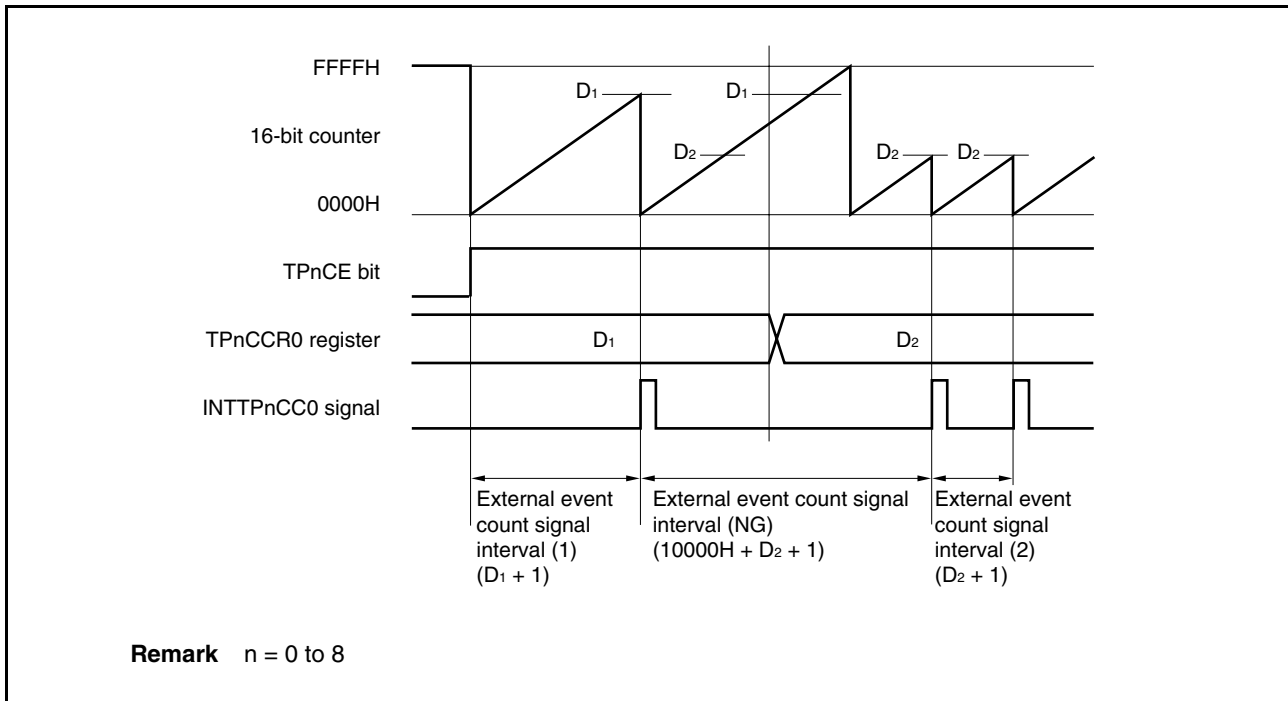 FFFFH
D1
D1
16-bit counter
D2
D2
D2
0000H
TPnCE bit
TPnCCR0 register
D1
D2
INTTPnCC0 signal
External event
count signal
interval (1)
(D1 + 1)
External event count signal
interval (NG)
(10000H + D2 + 1)
External event
count signal
interval (2)
(D2 + 1)
Remark n = 0 to 8